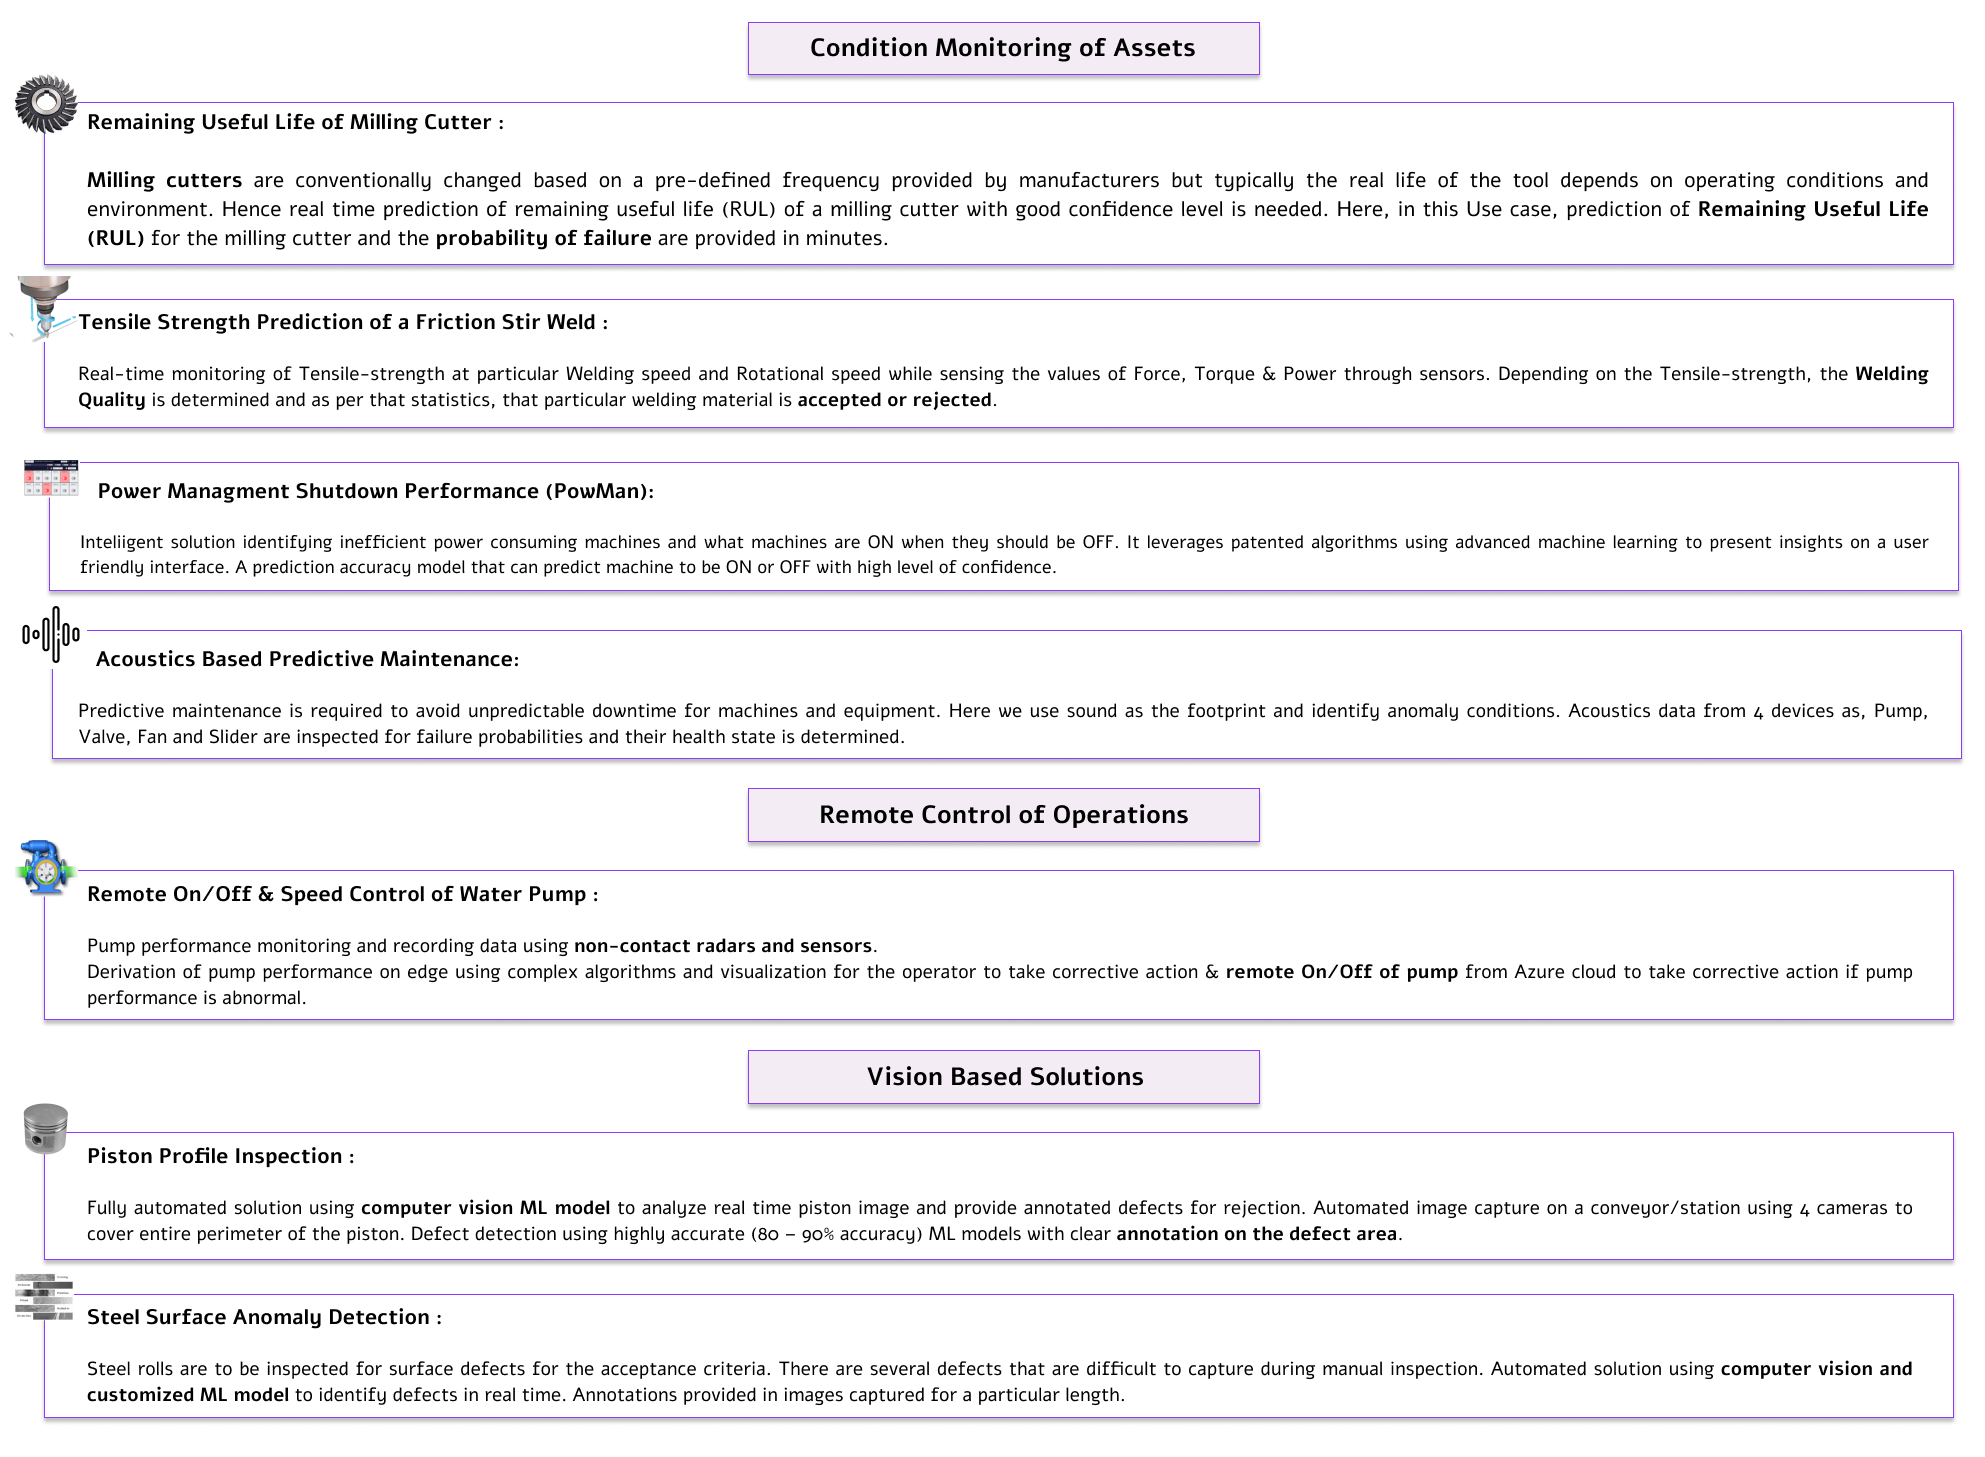 Condition Monitoring of Assets
Remaining Useful Life of Milling Cutter :
Milling cutters are conventionally changed based on a pre-defined frequency provided by manufacturers but typically the real life of the tool depends on operating conditions and
environment. Hence real time prediction of remaining useful life (RUL) of a milling cutter with good confidence level is needed. Here, in this Use case, prediction of Remaining Useful Life
(RUL) for the milling cutter and the probability of failure are provided in minutes.
Tensile Strength Prediction of a Friction Stir Weld :
Real-time monitoring of Tensile-strength at particular Welding speed and Rotational speed while sensing the values of Force, Torque & Power through sensors. Depending on the Tensile-strength, the Welding
Quality is determined and as per that statistics, that particular welding material is accepted or rejected.
Power Managment Shutdown Performance (PowMan):
Inteliigent solution identifying inefficient power consuming machines and what machines are ON when they should be OFF. It leverages patented algorithms using advanced machine learning to present insights on a user
friendly interface. A prediction accuracy model that can predict machine to be ON or OFF with high level of confidence.
Acoustics Based Predictive Maintenance:
Predictive maintenance is required to avoid unpredictable downtime for machines and equipment. Here we use sound as the footprint and identify anomaly conditions. Acoustics data from 4 devices as, Pump,
Valve, Fan and Slider are inspected for failure probabilities and their health state is determined.
Remote Control of Operations
Remote On/Off & Speed Control of Water Pump :
Pump performance monitoring and recording data using non-contact radars and sensors.
Derivation of pump performance on edge using complex algorithms and visualization for the operator to take corrective action & remote On/Off of pump from Azure cloud to take corrective action if pump
performance is abnormal.
Vision Based Solutions
Piston Profile Inspection :
Fully automated solution using computer vision ML model to analyze real time piston image and provide annotated defects for rejection. Automated image capture on a conveyor/station using 4 cameras to
cover entire perimeter of the piston. Defect detection using highly accurate (80 – 90% accuracy) ML models with clear annotation on the defect area.
Steel Surface Anomaly Detection :
Steel rolls are to be inspected for surface defects for the acceptance criteria. There are several defects that are difficult to capture during manual inspection. Automated solution using computer vision and
customized ML model to identify defects in real time. Annotations provided in images captured for a particular length.